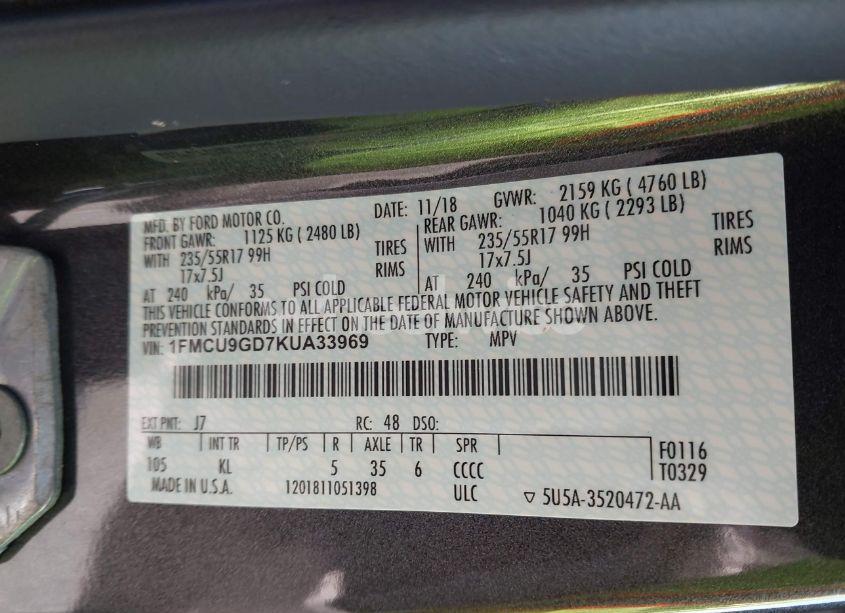 MFD. BY FORD MOTOR CO. DATE: 11/18 GVWR: 2159 KG ( 4760 LB)
FRONT GAWR: 1125 KG ( 2480 LB) REAR GAWR: 1040 KG ( 2293 LB)
WITH 235/55R17 99H TIRES WITH 235/55R17 99H TIRES
17x7.5J RIMS 17x7.5J RIMS
AT 240 kPa/ 35 PSI COLD AT 240 kPa/ 35 PSI COLD
THIS VEHICLE CONFORMS TO ALL APPLICABLE FEDERAL MOTOR VEHICLE SAFETY AND THEFT
PREVENTION STANDARDS IN EFFECT ON THE DATE OF MANUFACTURE SHOWN ABOVE.
VIN: 1FMCU9GD7KUA33969 TYPE: MPV
EXT PNT: J7 RC: 48 DSO:
WB INT TR TP/PS R AXLE TR SPR F0116
105 KL 5 35 6 CCCC T0329
MADE IN U.S.A. 1201811051398 ULC ▽ 5U5A-3520472-AA